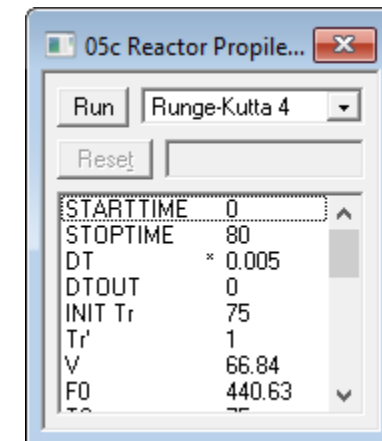 05c Reactor Propile...
Run Runge-Kutta 4
Reset
STARTTIME 0
STOPTIME 80
DT * 0.005
DTOUT 0
INIT Tr 75
Tr' 1
V 66.84
F0 440.63